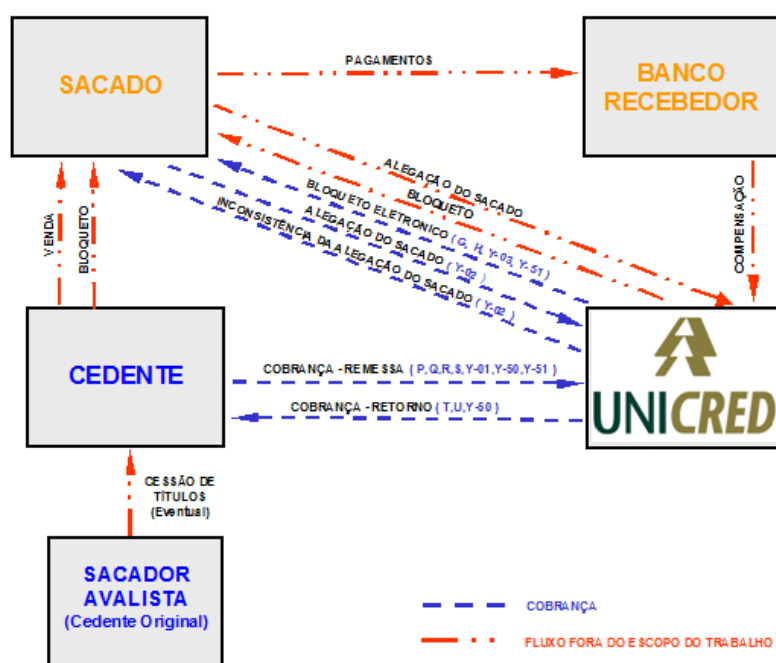 SACADO
PAGAMENTOS
BANCO
RECEBEDOR
ALEGAÇÃO DO SACADO
BLOQUETO
BLOQUETO ELETRONICO ( G, H, Y-03, Y-51 )
ALEGAÇÃO DO SACADO ( Y-02 )
INCONSISTÊNCIA DA ALEGAÇÃO DO SACADO ( Y-02 )
VENDA
BLOQUETO
COMPENSAÇÃO
CEDENTE
COBRANÇA - REMESSA ( P,Q,R,S,Y-01,Y-50,Y-51 )
COBRANÇA - RETORNO ( T,U,Y-50 )
UNICRED
CESSÃO DE
TÍTULOS
(Eventual)
SACADOR
AVALISTA
(Cedente Original)
COBRANÇA
FLUXO FORA DO ESCOPO DO TRABALHO